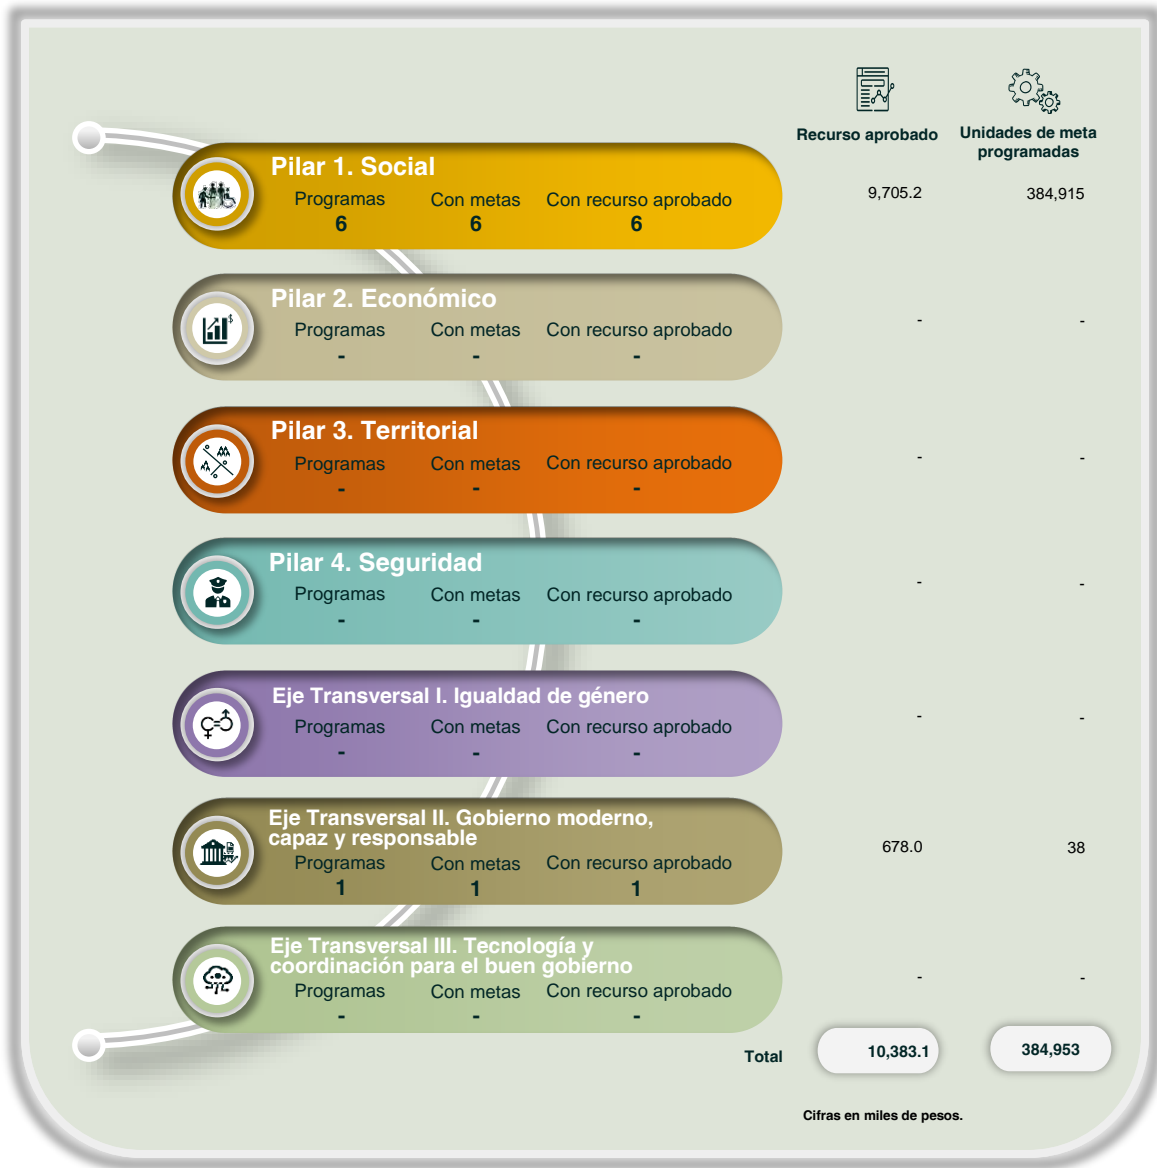 Recurso aprobado
Unidades de meta
programadas
Pilar 1. Social
Programas Con metas Con recurso aprobado
6 6 6
9,705.2 384,915
Pilar 2. Económico
Programas Con metas Con recurso aprobado
- - -
- -
Pilar 3. Territorial
Programas Con metas Con recurso aprobado
- - -
- -
Pilar 4. Seguridad
Programas Con metas Con recurso aprobado
- - -
- -
Eje Transversal I. Igualdad de género
Programas Con metas Con recurso aprobado
- - -
- -
Eje Transversal II. Gobierno moderno,
capaz y responsable
Programas Con metas Con recurso aprobado
1 1 1
678.0 38
Eje Transversal III. Tecnología y
coordinación para el buen gobierno
Programas Con metas Con recurso aprobado
- - -
- -
Total 10,383.1 384,953
Cifras en miles de pesos.